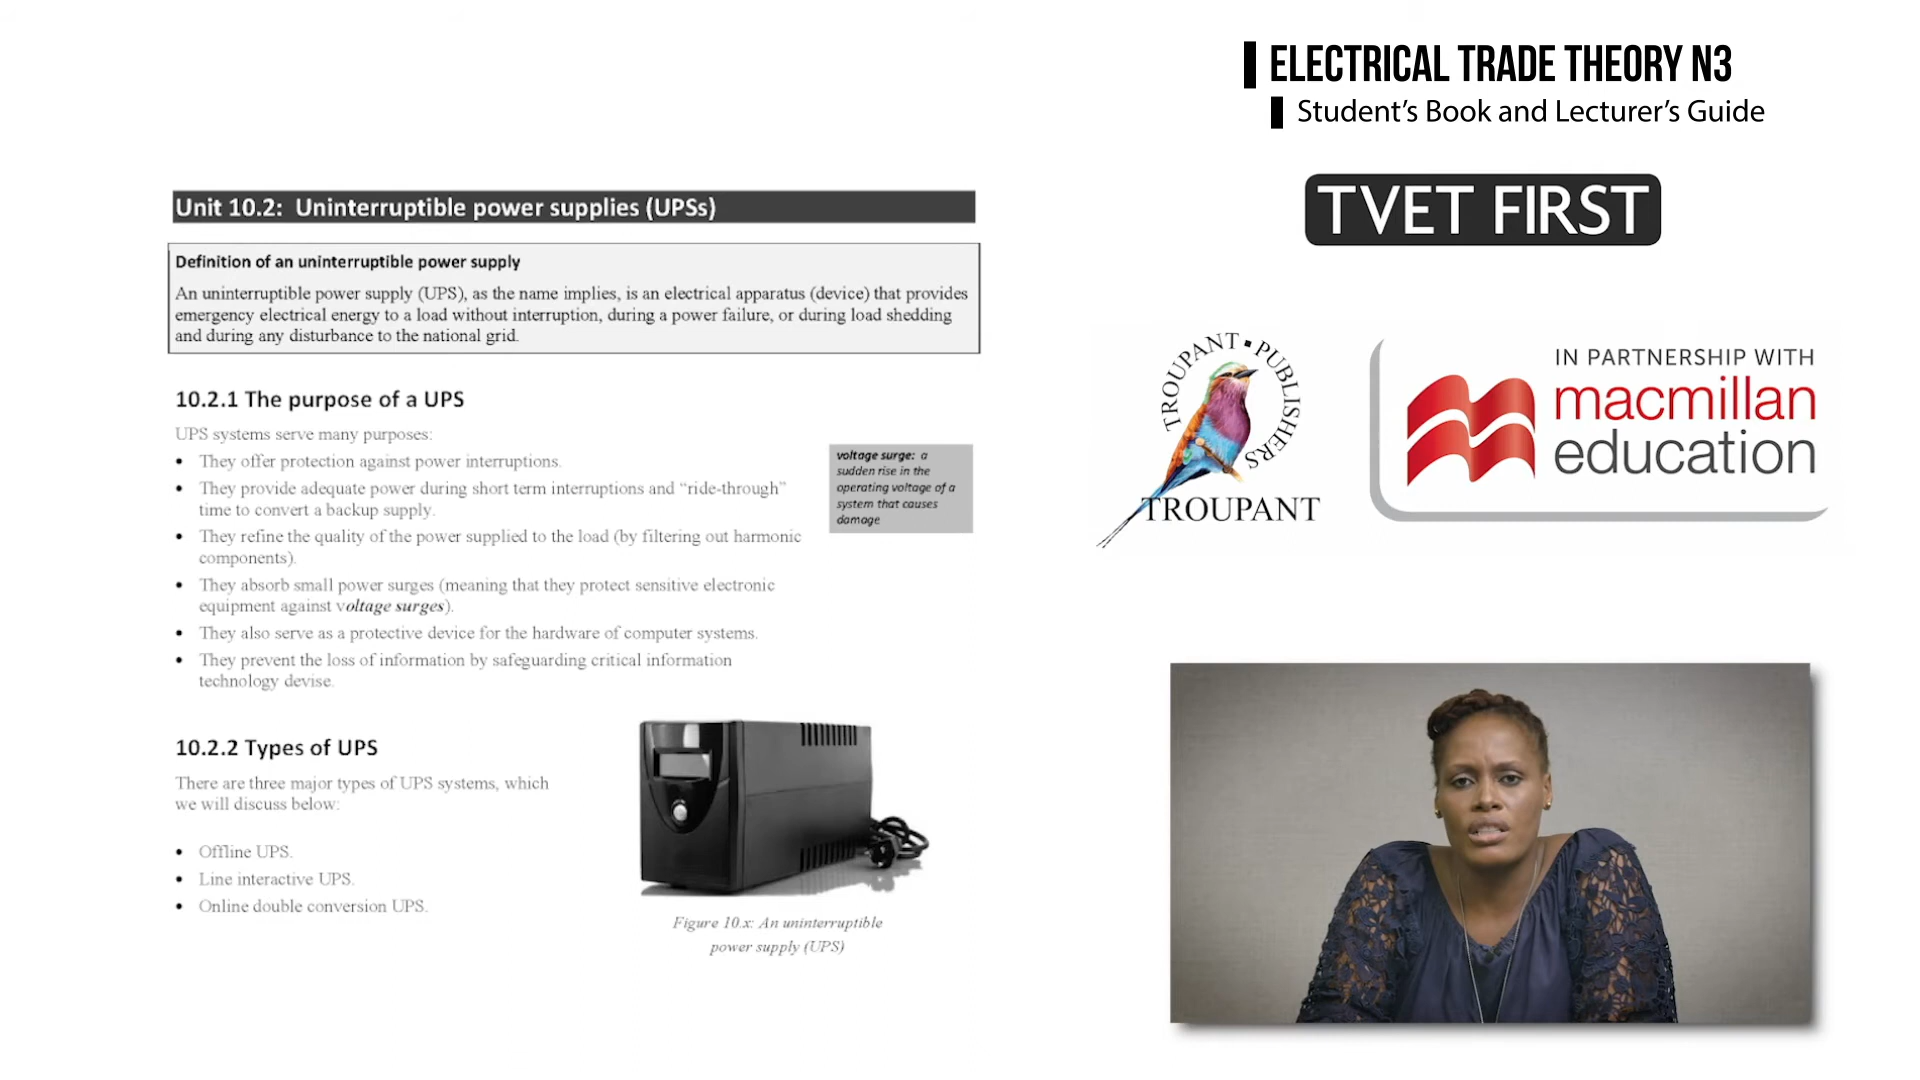 ELECTRICAL TRADE THEORY N3
Student’s Book and Lecturer’s Guide
TVET FIRST
TROUPANT ▪ PUBLISHERS
TROUPANT
IN PARTNERSHIP WITH
macmillan
education
Unit 10.2: Uninterruptible power supplies (UPSs)
Definition of an uninterruptible power supply
An uninterruptible power supply (UPS), as the name implies, is an electrical apparatus (device) that provides
emergency electrical energy to a load without interruption, during a power failure, or during load shedding
and during any disturbance to the national grid.
10.2.1 The purpose of a UPS
UPS systems serve many purposes:
• They offer protection against power interruptions.
• They provide adequate power during short term interruptions and “ride-through”
time to convert a backup supply.
• They refine the quality of the power supplied to the load (by filtering out harmonic
components).
• They absorb small power surges (meaning that they protect sensitive electronic
equipment against voltage surges).
• They also serve as a protective device for the hardware of computer systems.
• They prevent the loss of information by safeguarding critical information
technology devise.
voltage surge: a
sudden rise in the
operating voltage of a
system that causes
damage
10.2.2 Types of UPS
There are three major types of UPS systems, which
we will discuss below:
• Offline UPS.
• Line interactive UPS.
• Online double conversion UPS.
Figure 10.x: An uninterruptible
power supply (UPS)